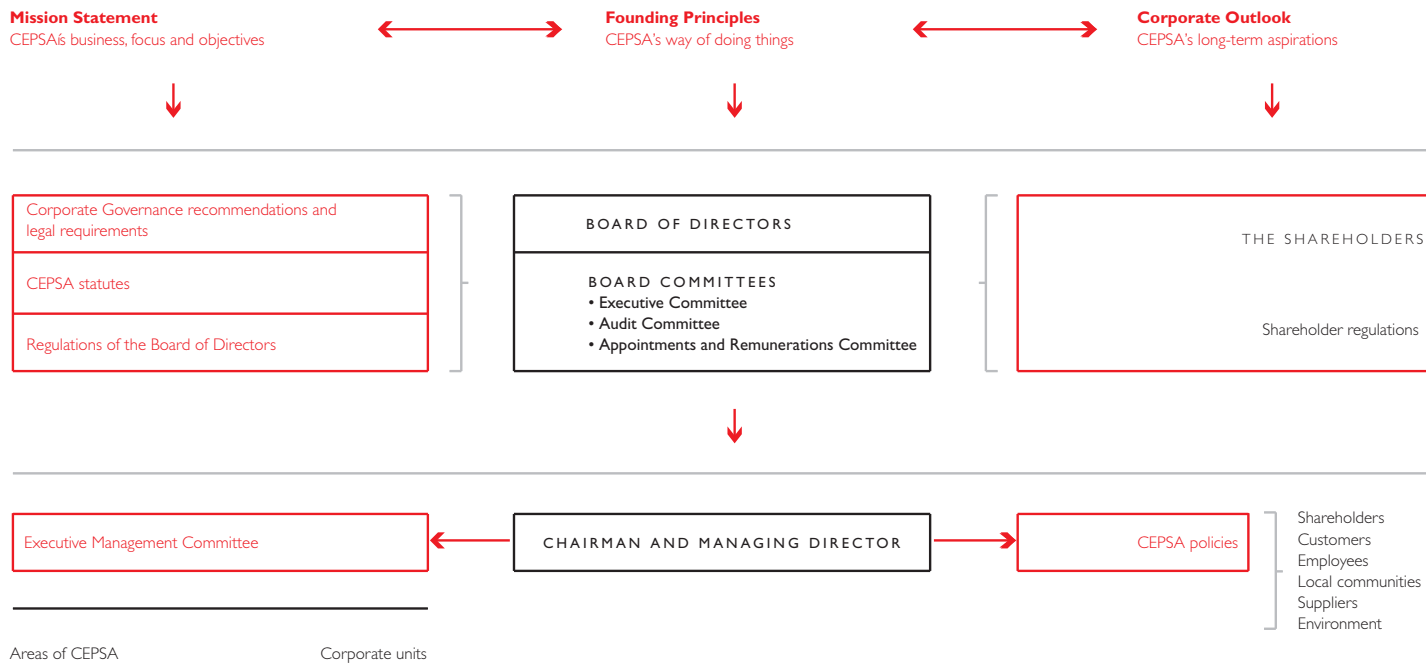 Mission Statement
CEPSAís business, focus and objectives
Founding Principles
CEPSA’s way of doing things
Corporate Outlook
CEPSA’s long-term aspirations
Corporate Governance recommendations and
legal requirements
CEPSA statutes
Regulations of the Board of Directors
BOARD OF DIRECTORS
BOARD COMMITTEES
• Executive Committee
• Audit Committee
• Appointments and Remunerations Committee
THE SHAREHOLDERS
Shareholder regulations
Executive Management Committee
CHAIRMAN AND MANAGING DIRECTOR
CEPSA policies
Shareholders
Customers
Employees
Local communities
Suppliers
Environment
Areas of CEPSA
Corporate units